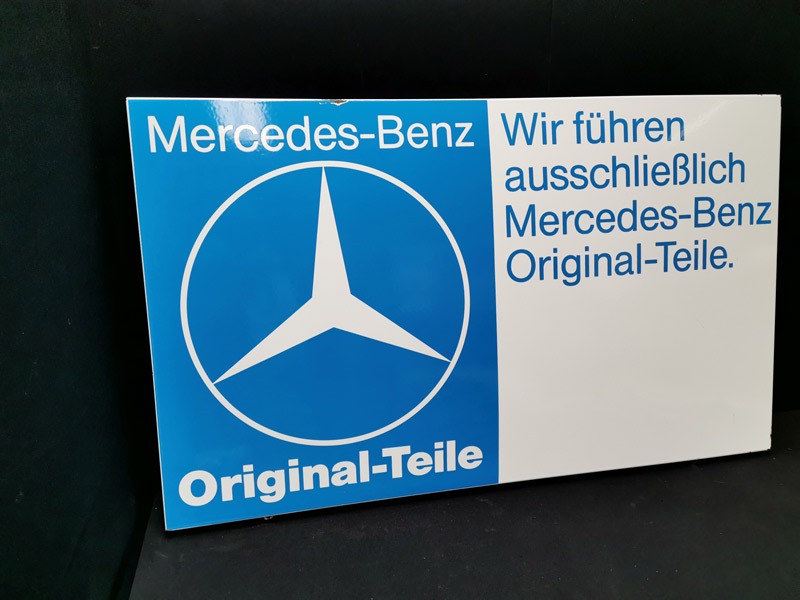 Mercedes-Benz
Original-Teile
Wir führen
ausschließlich
Mercedes-Benz
Original-Teile.